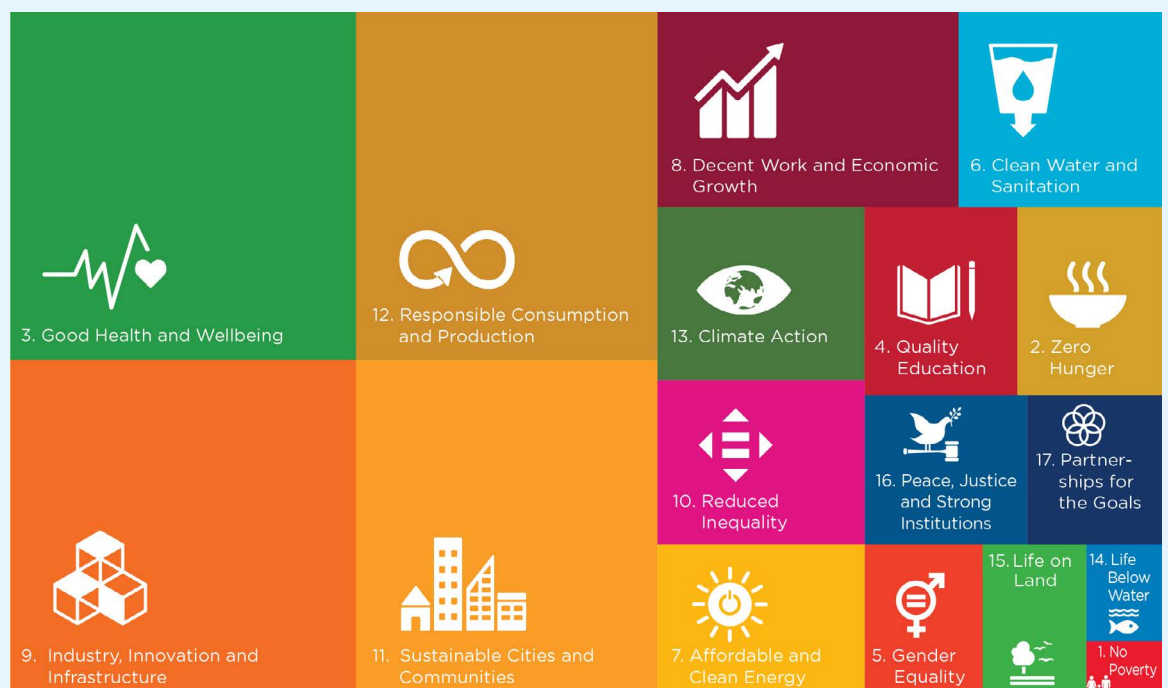 3. Good Health and Wellbeing
12. Responsible Consumption
and Production
8. Decent Work and Economic
Growth
6. Clean Water and
Sanitation
13. Climate Action
4. Quality
Education
2. Zero
Hunger
10. Reduced
Inequality
16. Peace, Justice
and Strong
Institutions
17. Partner-
ships for
the Goals
9. Industry, Innovation and
Infrastructure
11. Sustainable Cities and
Communities
7. Affordable and
Clean Energy
5. Gender
Equality
15. Life on
Land
14. Life
Below
Water
1. No
Poverty